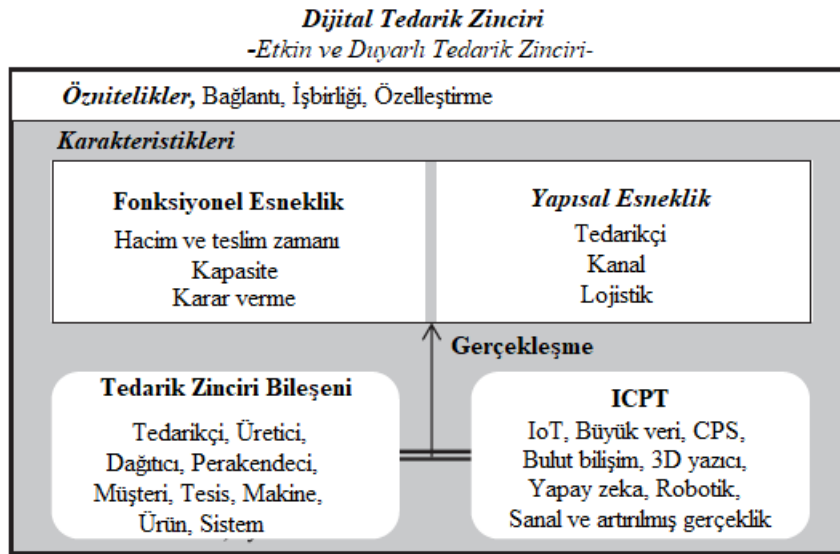 Dijital Tedarik Zinciri
-Etkin ve Duyarlı Tedarik Zinciri-
Öznitelikler, Bağlantı, İşbirliği, Özelleştirme
Karakteristikleri
Fonksiyonel Esneklik
Hacim ve teslim zamanı
Kapasite
Karar verme
Yapısal Esneklik
Tedarikçi
Kanal
Lojistik
Gerçekleşme
Tedarik Zinciri Bileşeni
Tedarikçi, Üretici,
Dağıtıcı, Perakendeci,
Müşteri, Tesis, Makine,
Ürün, Sistem
ICPT
IoT, Büyük veri, CPS,
Bulut bilişim, 3D yazıcı,
Yapay zeka, Robotik,
Sanal ve artırılmış gerçeklik